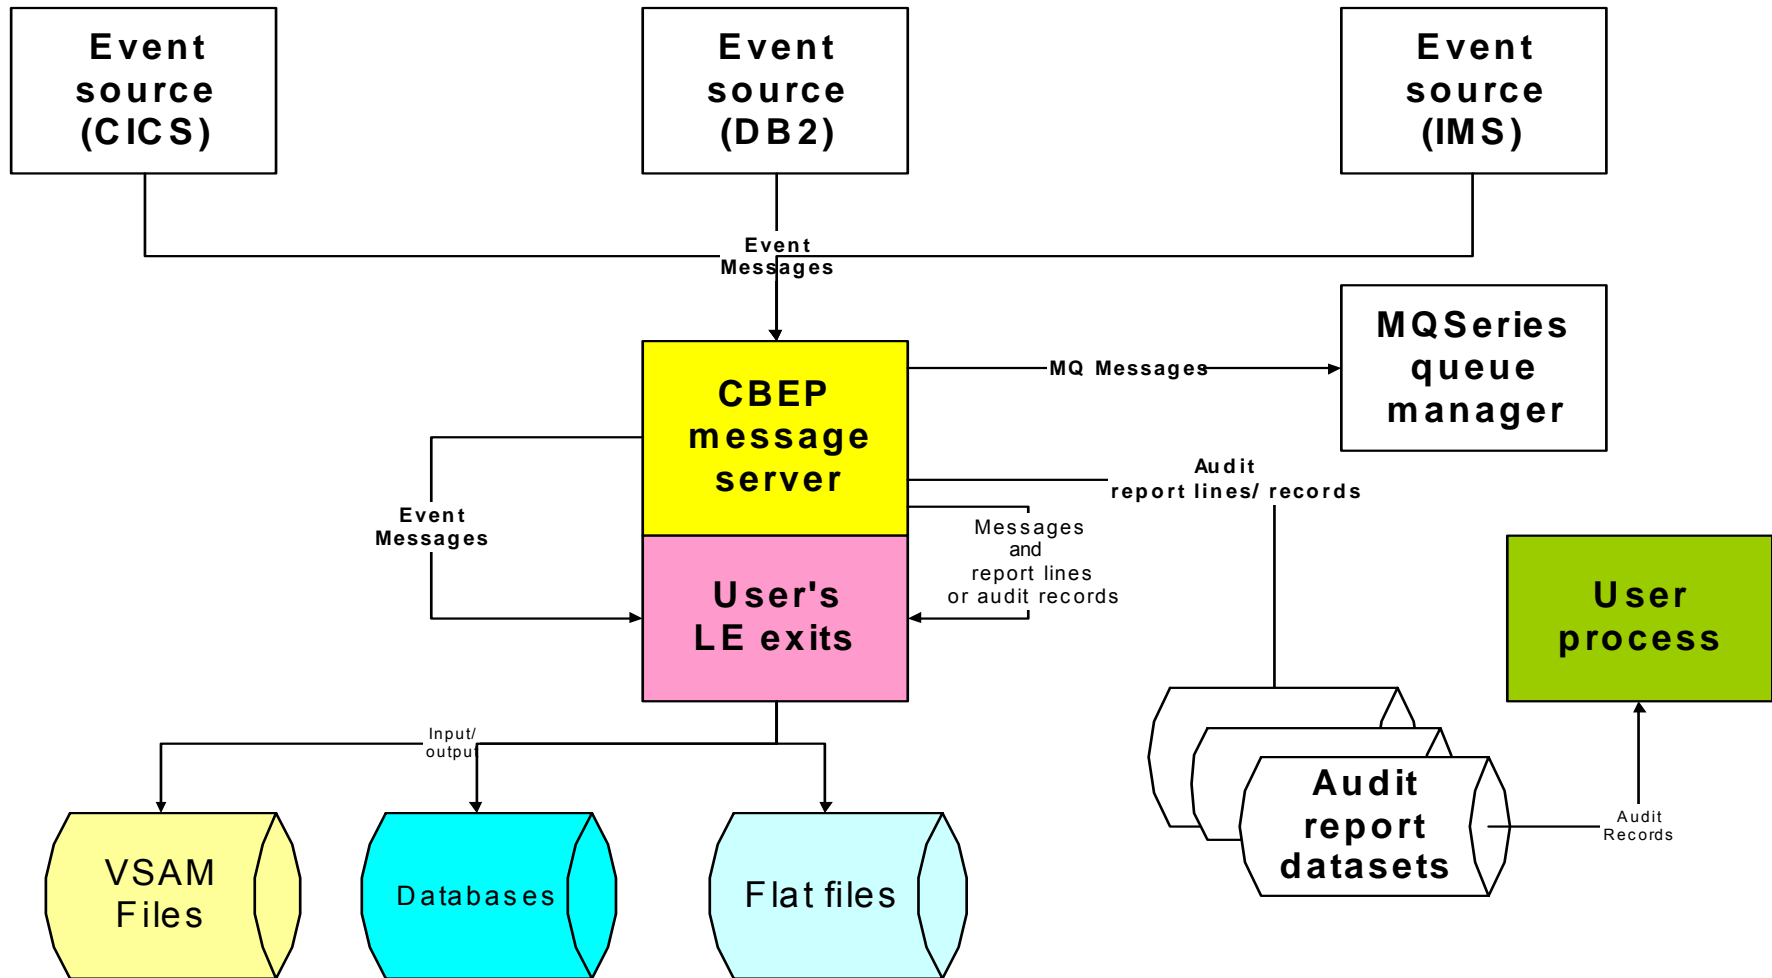 Event
source
(CICS)
Event
source
(DB2)
Event
source
(IMS)
Event
Messages
MQSeries
queue
manager
MQ Messages
CBEP
message
server
Audit
report lines/ records
Event
Messages
Messages
and
report lines
or audit records
User's
LE exits
User
process
Input/
output
Audit
report
datasets
Audit
Records
VSAM
Files
Databases
Flat files